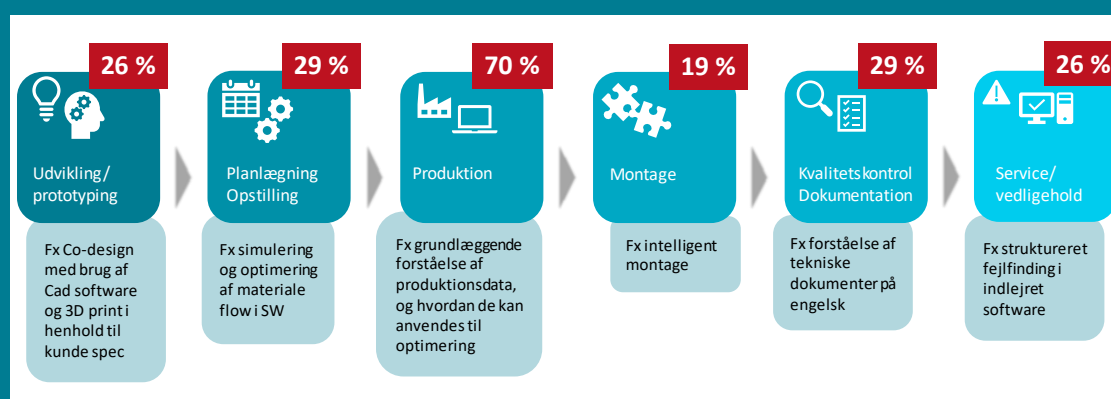 26 %
Udvikling/
prototyping
Fx Co-design
med brug af
Cad software
og 3D print i
henhold til
kunde spec
29 %
Planlægning
Opstilling
Fx simulering
og optimering
af materiale
flow i SW
70 %
Produktion
Fx grundlæggende
forståelse af
produktionsdata,
og hvordan de kan
anvendes til
optimering
19 %
Montage
Fx intelligent
montage
29 %
Kvalitetskontrol
Dokumentation
Fx forståelse af
tekniske
dokumenter på
engelsk
26 %
Service/
vedligehold
Fx struktureret
fejlfinding i
indlejret
software